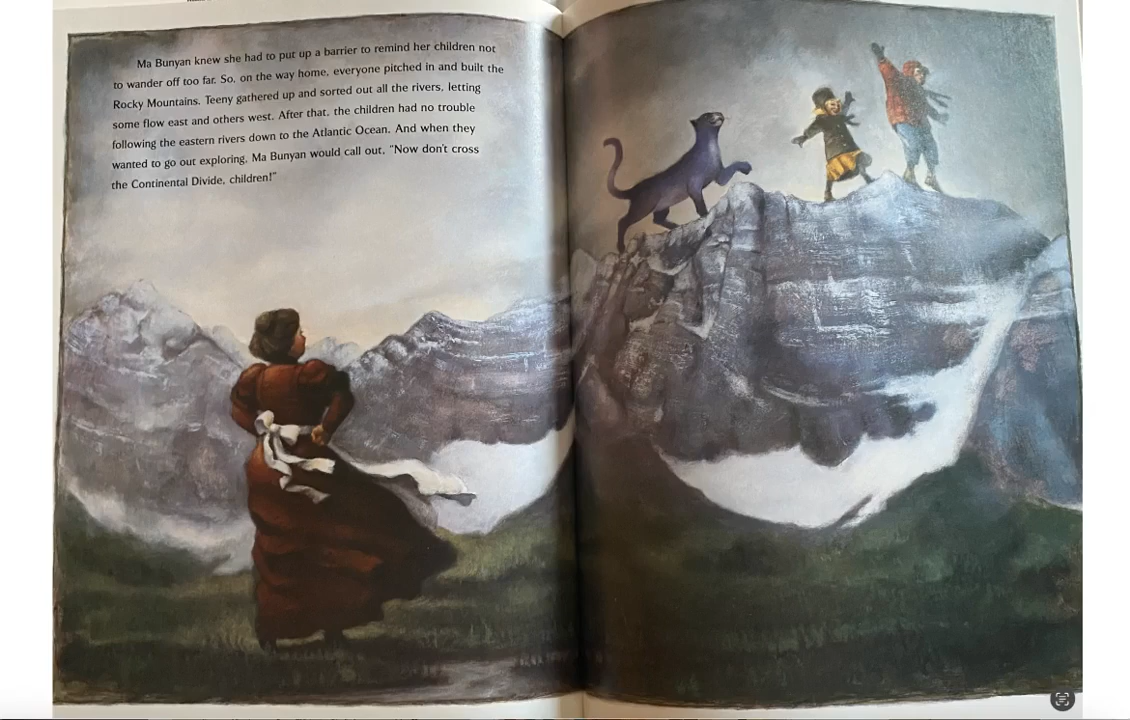 Ma Bunyan knew she had to put up a barrier to remind her children not
to wander off too far. So, on the way home, everyone pitched in and built the
Rocky Mountains. Teeny gathered up and sorted out all the rivers, letting
some flow east and others west. After that, the children had no trouble
following the eastern rivers down to the Atlantic Ocean. And when they
wanted to go out exploring, Ma Bunyan would call out, "Now don't cross
the Continental Divide, children!"